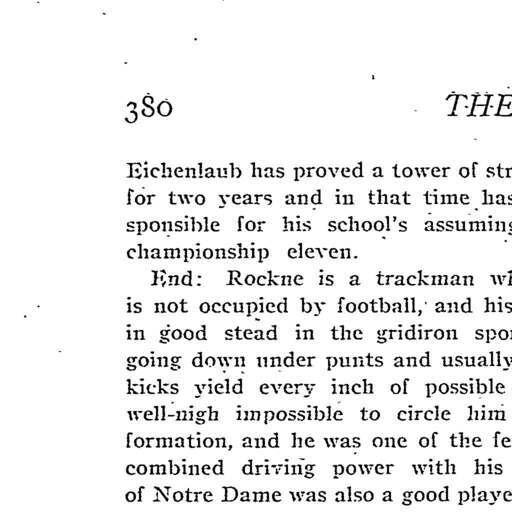 380 THE
Eichenlaub has proved a tower of str
for two years and in that time has
sponsible for his school's assuming
championship eleven.
End: Rockne is a trackman wh
is not occupied by football, and his
in good stead in the gridiron spor
going down under punts and usually
kicks yield every inch of possible
well-nigh impossible to circle him
formation, and he was one of the fe
combined driving power with his
of Notre Dame was also a good playe